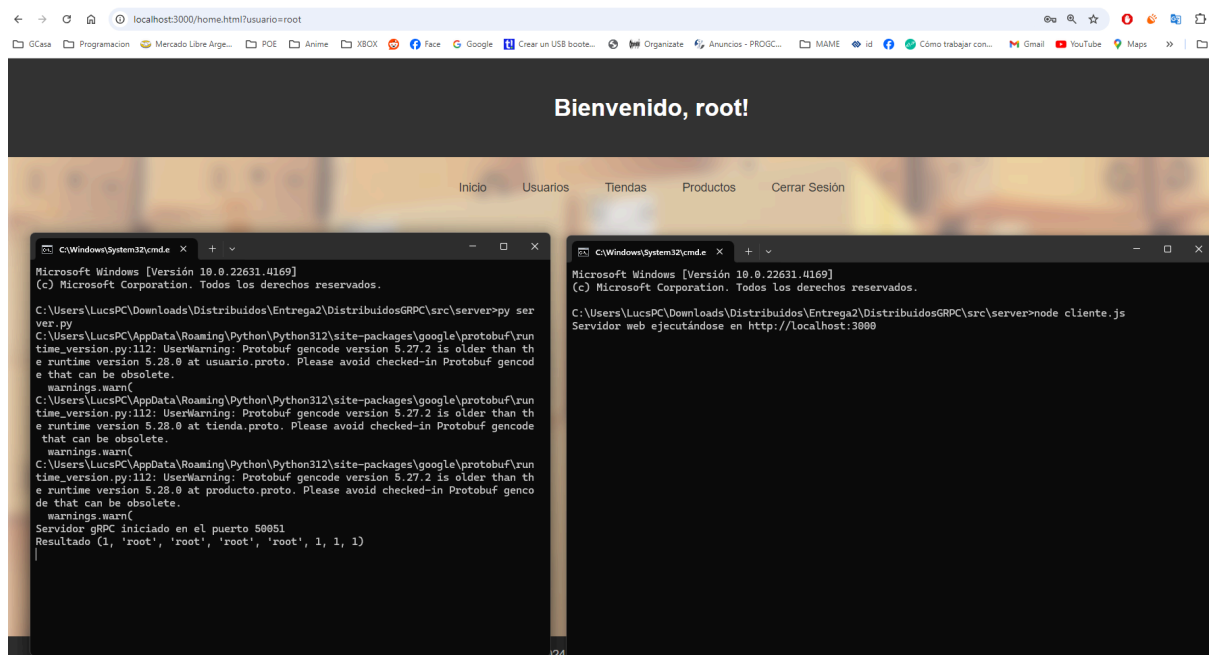 localhost:3000/home.html?usuario=root
GCasa Programacion Mercado Libre Arge... POE Anime XBOX Face Google Crear un USB boote... Organizate Anuncios - PROGC... MAME id Cómo trabajar con... Gmail YouTube Maps »
Bienvenido, root!
Inicio Usuarios Tiendas Productos Cerrar Sesión
C:\Windows\System32\cmd.e
Microsoft Windows [Versión 10.0.22631.4169]
(c) Microsoft Corporation. Todos los derechos reservados.
C:\Users\LucsPC\Downloads\Distribuidos\Entrega2\DistribuidosGRPC\src\server>py ser
ver.py
C:\Users\LucsPC\AppData\Roaming\Python\Python312\site-packages\google\protobuf\run
time_version.py:112: UserWarning: Protobuf gencode version 5.27.2 is older than th
e runtime version 5.28.0 at usuario.proto. Please avoid checked-in Protobuf gencod
e that can be obsolete.
warnings.warn(
C:\Users\LucsPC\AppData\Roaming\Python\Python312\site-packages\google\protobuf\run
time_version.py:112: UserWarning: Protobuf gencode version 5.27.2 is older than th
e runtime version 5.28.0 at tienda.proto. Please avoid checked-in Protobuf gencode
that can be obsolete.
warnings.warn(
C:\Users\LucsPC\AppData\Roaming\Python\Python312\site-packages\google\protobuf\run
time_version.py:112: UserWarning: Protobuf gencode version 5.27.2 is older than th
e runtime version 5.28.0 at producto.proto. Please avoid checked-in Protobuf genco
de that can be obsolete.
warnings.warn(
Servidor gRPC iniciado en el puerto 50051
Resultado (1, 'root', 'root', 'root', 'root', 1, 1, 1)
C:\Windows\System32\cmd.e
Microsoft Windows [Versión 10.0.22631.4169]
(c) Microsoft Corporation. Todos los derechos reservados.
C:\Users\LucsPC\Downloads\Distribuidos\Entrega2\DistribuidosGRPC\src\server>node cliente.js
Servidor web ejecutándose en http://localhost:3000